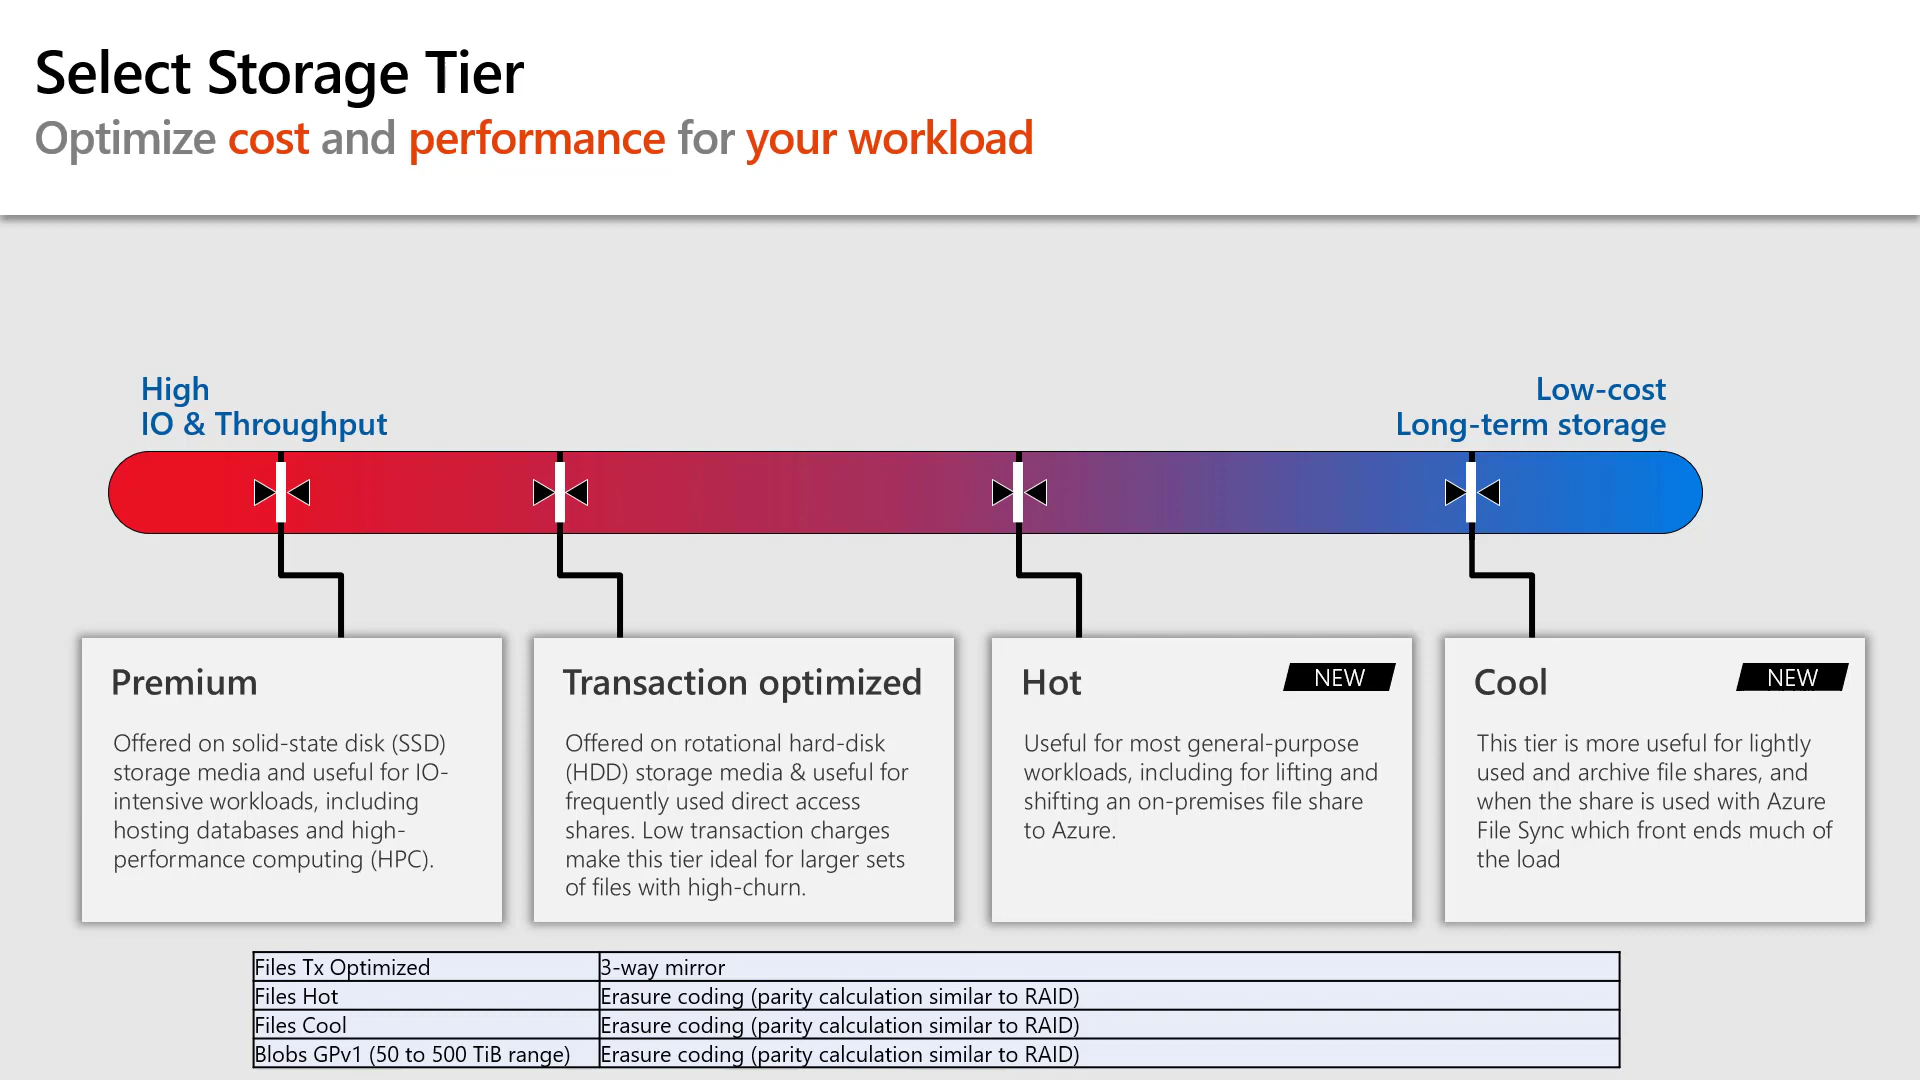 Select Storage Tier
Optimize cost and performance for your workload
High
IO & Throughput
Low-cost
Long-term storage
Premium
Offered on solid-state disk (SSD)
storage media and useful for IO-
intensive workloads, including
hosting databases and high-
performance computing (HPC).
Transaction optimized
Offered on rotational hard-disk
(HDD) storage media & useful for
frequently used direct access
shares. Low transaction charges
make this tier ideal for larger sets
of files with high-churn.
Hot
NEW
Useful for most general-purpose
workloads, including for lifting and
shifting an on-premises file share
to Azure.
Cool
NEW
This tier is more useful for lightly
used and archive file shares, and
when the share is used with Azure
File Sync which front ends much of
the load
Files Tx Optimized 3-way mirror
Files Hot Erasure coding (parity calculation similar to RAID)
Files Cool Erasure coding (parity calculation similar to RAID)
Blobs GPv1 (50 to 500 TiB range) Erasure coding (parity calculation similar to RAID)